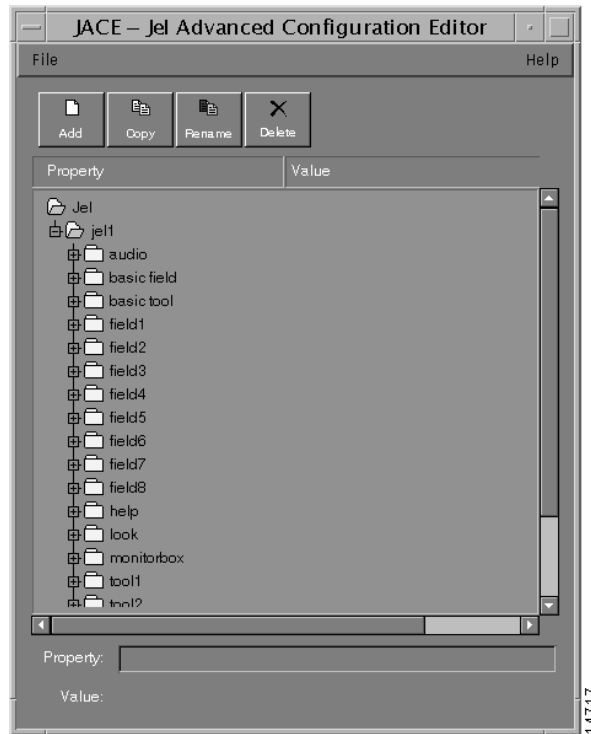 JACE – Jel Advanced Configuration Editor
File Help
Add Copy Rename Delete
Property Value
Jel
jel1
audio
basic field
basic tool
field1
field2
field3
field4
field5
field6
field7
field8
help
look
monitorbox
tool1
tool2
Property:
Value:
14717